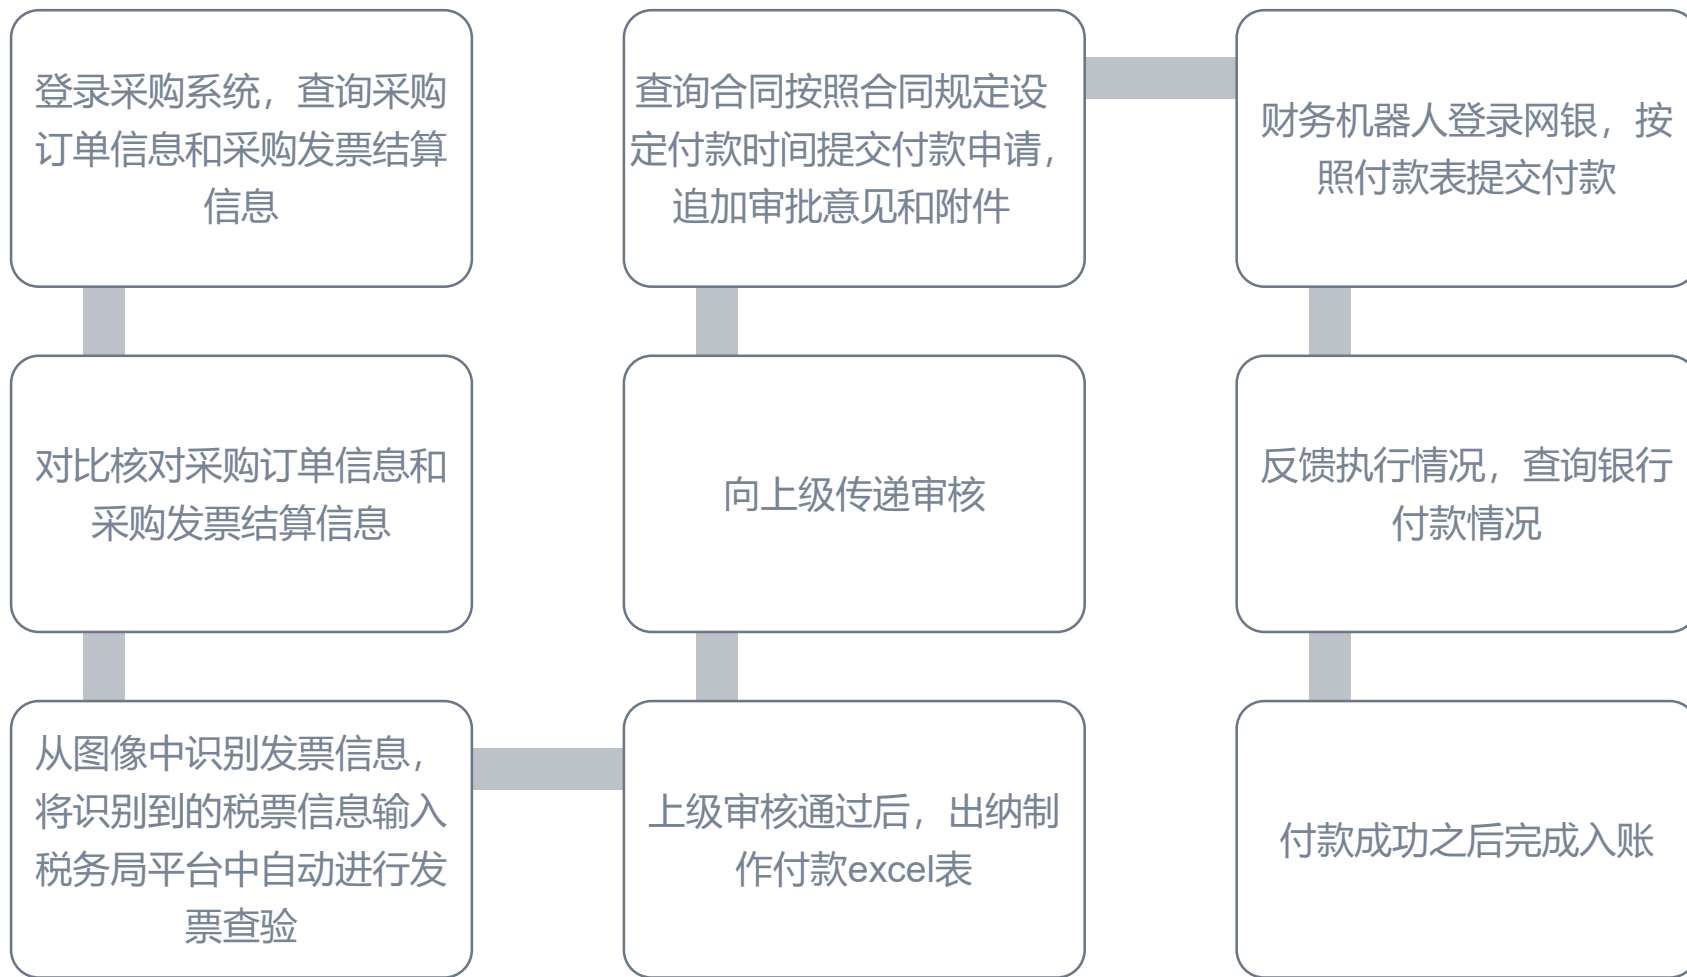 登录采购系统，查询采购
订单信息和采购发票结算
信息
对比核对采购订单信息和
采购发票结算信息
从图像中识别发票信息，
将识别到的税票信息输入
税务局平台中自动进行发
票查验
查询合同按照合同规定设
定付款时间提交付款申请，
追加审批意见和附件
向上级传递审核
上级审核通过后，出纳制
作付款excel表
财务机器人登录网银，按
照付款表提交付款
反馈执行情况，查询银行
付款情况
付款成功之后完成入账